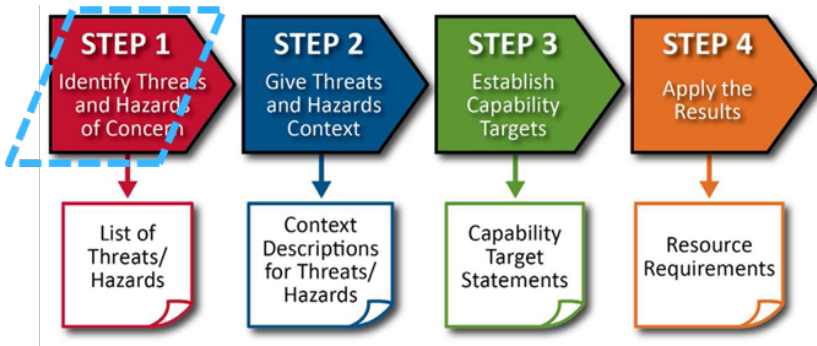 STEP 1
Identify Threats
and Hazards
of Concern
STEP 2
Give Threats
and Hazards
Context
STEP 3
Establish
Capability
Targets
STEP 4
Apply the
Results
List of
Threats/
Hazards
Context
Descriptions
for Threats/
Hazards
Capability
Target
Statements
Resource
Requirements